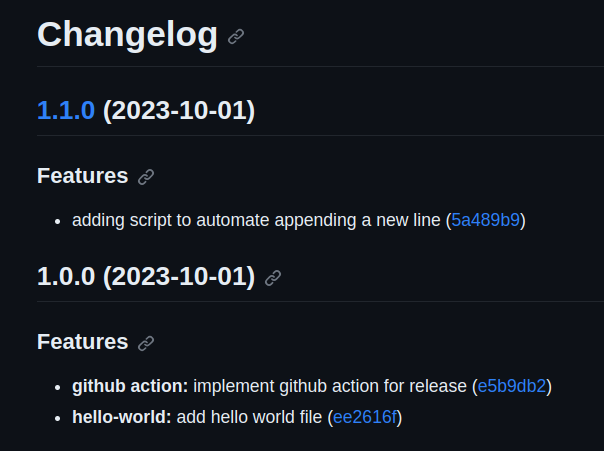 Changelog
1.1.0 (2023-10-01)
Features
adding script to automate appending a new line (5a489b9)
1.0.0 (2023-10-01)
Features
github action: implement github action for release (e5b9db2)
hello-world: add hello world file (ee2616f)